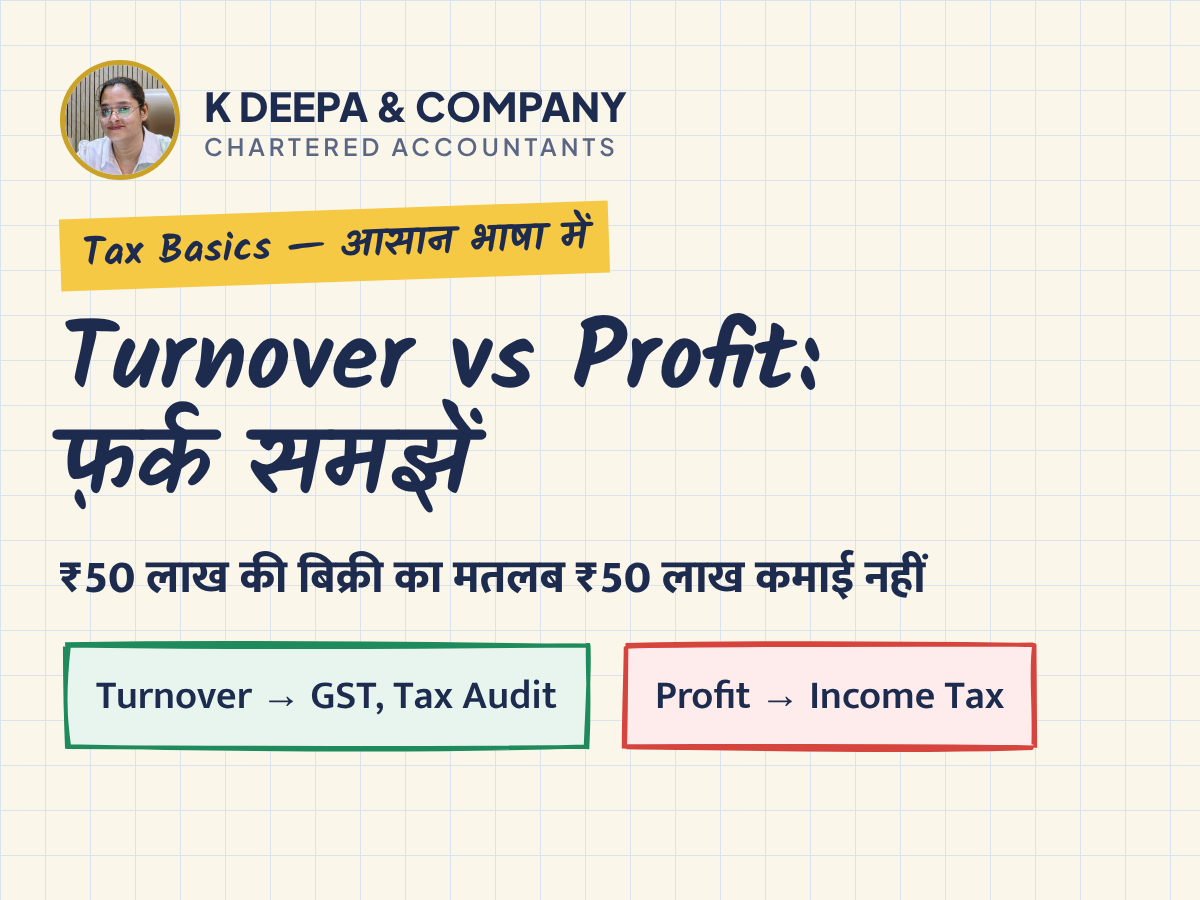 K DEEPA & COMPANY
CHARTERED ACCOUNTANTS
Tax Basics — आसान भाषा में
Turnover vs Profit:
फ़र्क समझें
₹50 लाख की बिक्री का मतलब ₹50 लाख कमाई नहीं
Turnover → GST, Tax Audit
Profit → Income Tax